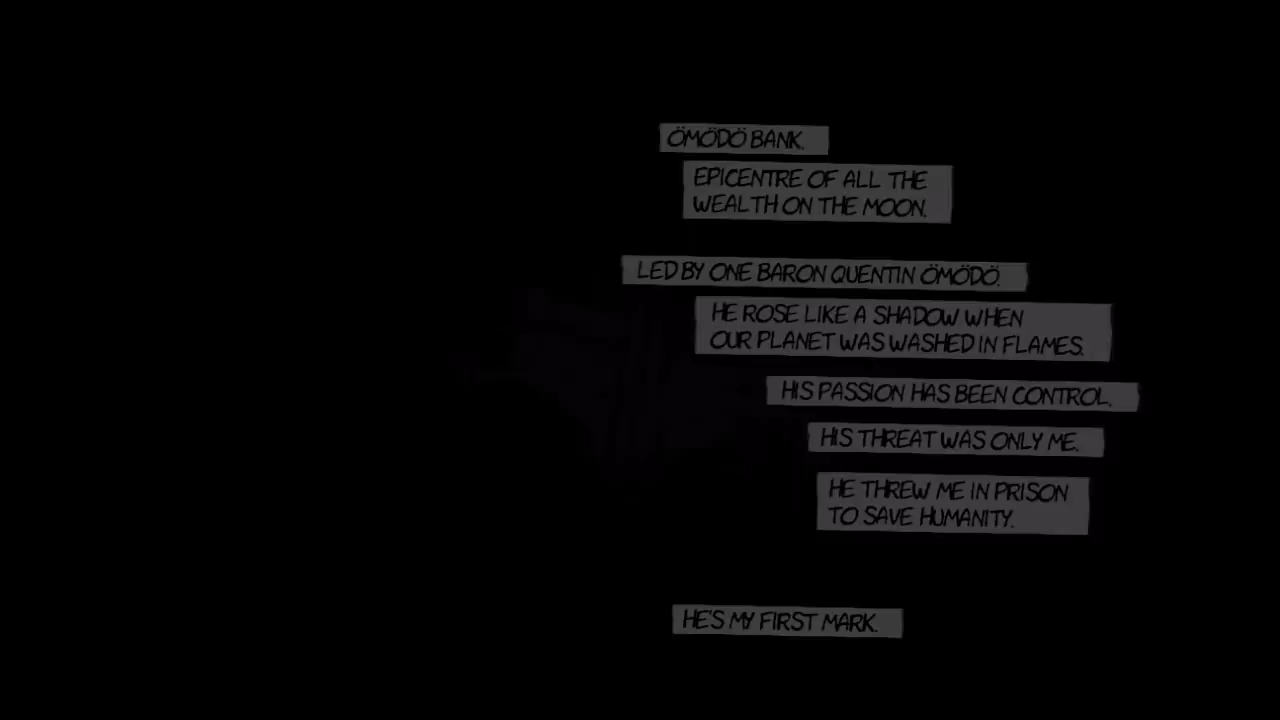 ÖMÖDÖ BANK.
EPICENTRE OF ALL THE
WEALTH ON THE MOON.
LED BY ONE BARON QUENTIN ÖMÖDÖ.
HE ROSE LIKE A SHADOW WHEN
OUR PLANET WAS WASHED IN FLAMES.
HIS PASSION HAS BEEN CONTROL.
HIS THREAT WAS ONLY ME.
HE THREW ME IN PRISON
TO SAVE HUMANITY.
HE'S MY FIRST MARK.